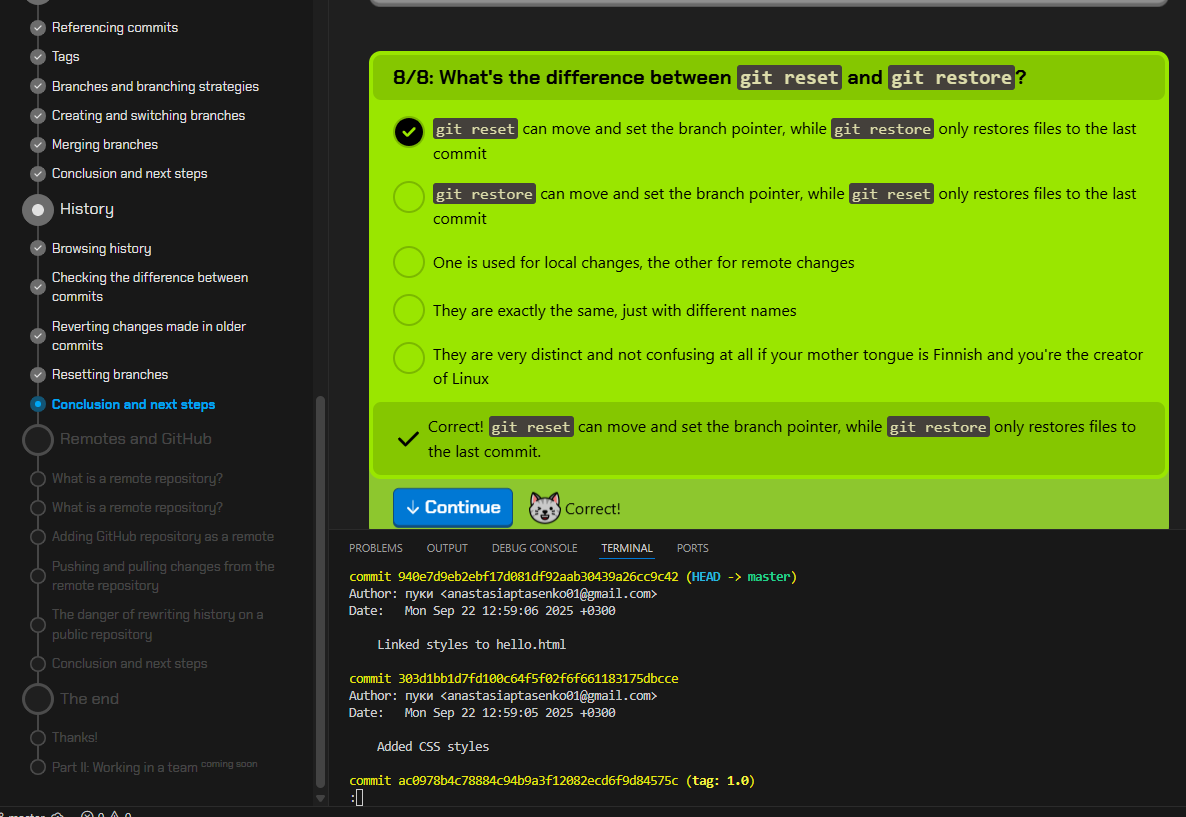 Referencing commits
Tags
Branches and branching strategies
Creating and switching branches
Merging branches
Conclusion and next steps
History
Browsing history
Checking the difference between
commits
Reverting changes made in older
commits
Resetting branches
Conclusion and next steps
Remotes and GitHub
What is a remote repository?
What is a remote repository?
Adding GitHub repository as a remote
Pushing and pulling changes from the
remote repository
The danger of rewriting history on a
public repository
Conclusion and next steps
The end
Thanks!
Part II: Working in a team coming soon
8/8: What's the difference between git reset and git restore?
git reset can move and set the branch pointer, while git restore only restores files to the last
commit
git restore can move and set the branch pointer, while git reset only restores files to the last
commit
One is used for local changes, the other for remote changes
They are exactly the same, just with different names
They are very distinct and not confusing at all if your mother tongue is Finnish and you're the creator
of Linux
Correct! git reset can move and set the branch pointer, while git restore only restores files to
the last commit.
↓ Continue
Correct!
PROBLEMS OUTPUT DEBUG CONSOLE TERMINAL PORTS
commit 940e7d9eb2ebf17d081df92aab30439a26cc9c42 (HEAD -> master)
Author: пуки <anastasiaptasenko01@gmail.com>
Date:   Mon Sep 22 12:59:06 2025 +0300
Linked styles to hello.html
commit 303d1bb1d7fd100c64f5f02f6f661183175dbcce
Author: пуки <anastasiaptasenko01@gmail.com>
Date:   Mon Sep 22 12:59:05 2025 +0300
Added CSS styles
commit ac0978b4c78884c94b9a3f12082ecd6f9d84575c (tag: 1.0)
: